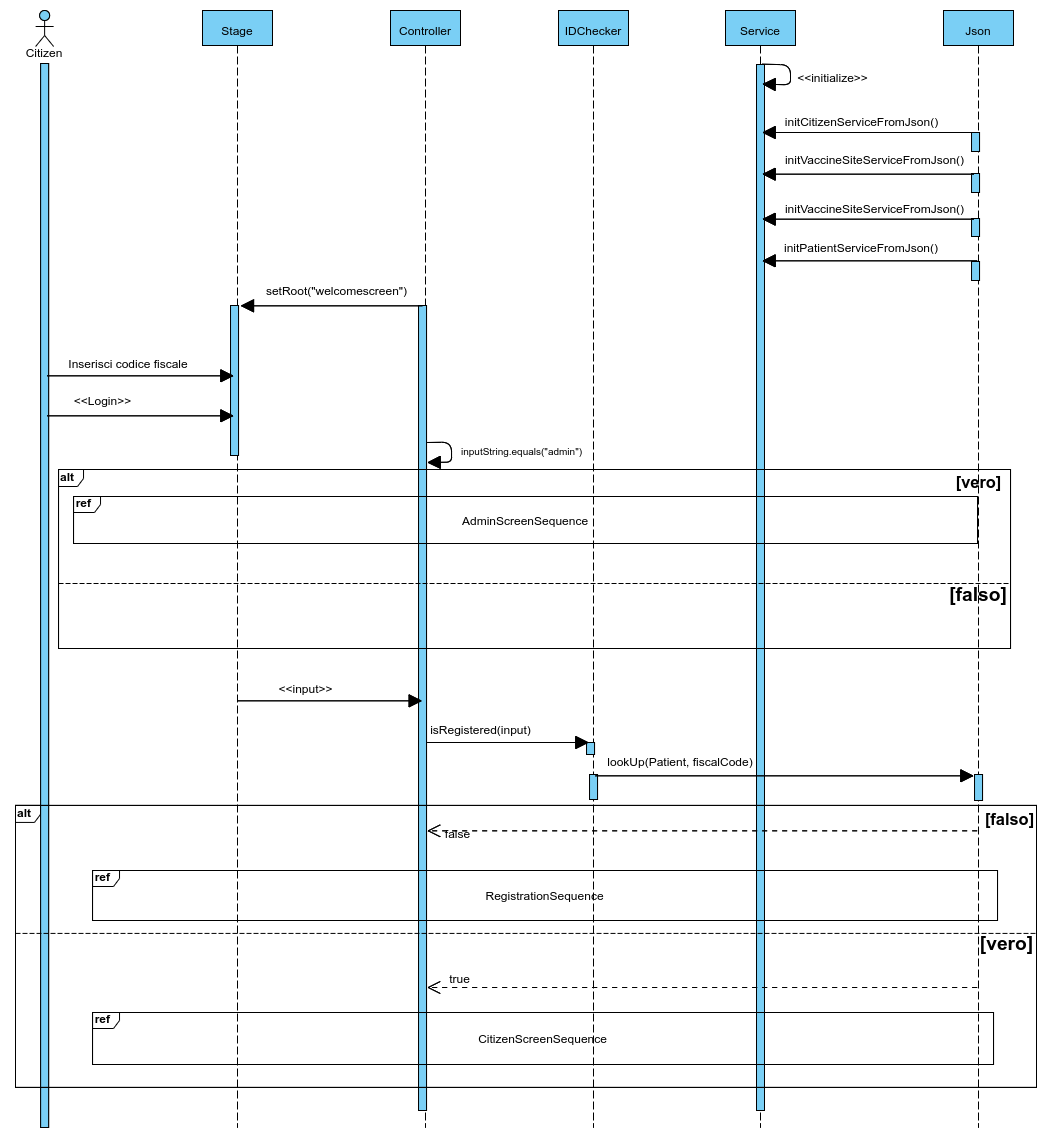 Citizen
Stage
Controller
IDChecker
Service
Json
<<initialize>>
initCitizenServiceFromJson()
initVaccineSiteServiceFromJson()
initVaccineSiteServiceFromJson()
initPatientServiceFromJson()
setRoot("welcomescreen")
Inserisci codice fiscale
<<Login>>
inputString.equals("admin")
alt
[vero]
ref
AdminScreenSequence
[falso]
<<input>>
isRegistered(input)
lookUp(Patient, fiscalCode)
alt
[falso]
false
ref
RegistrationSequence
[vero]
true
ref
CitizenScreenSequence